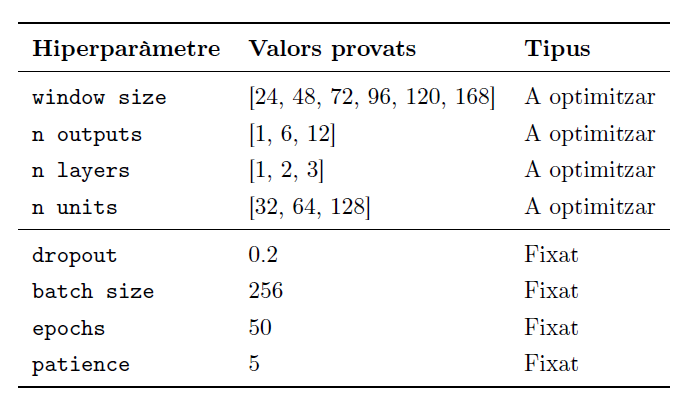 Hiperparàmetre Valors provats Tipus
window size [24, 48, 72, 96, 120, 168] A optimitzar
n outputs [1, 6, 12] A optimitzar
n layers [1, 2, 3] A optimitzar
n units [32, 64, 128] A optimitzar
dropout 0.2 Fixat
batch size 256 Fixat
epochs 50 Fixat
patience 5 Fixat